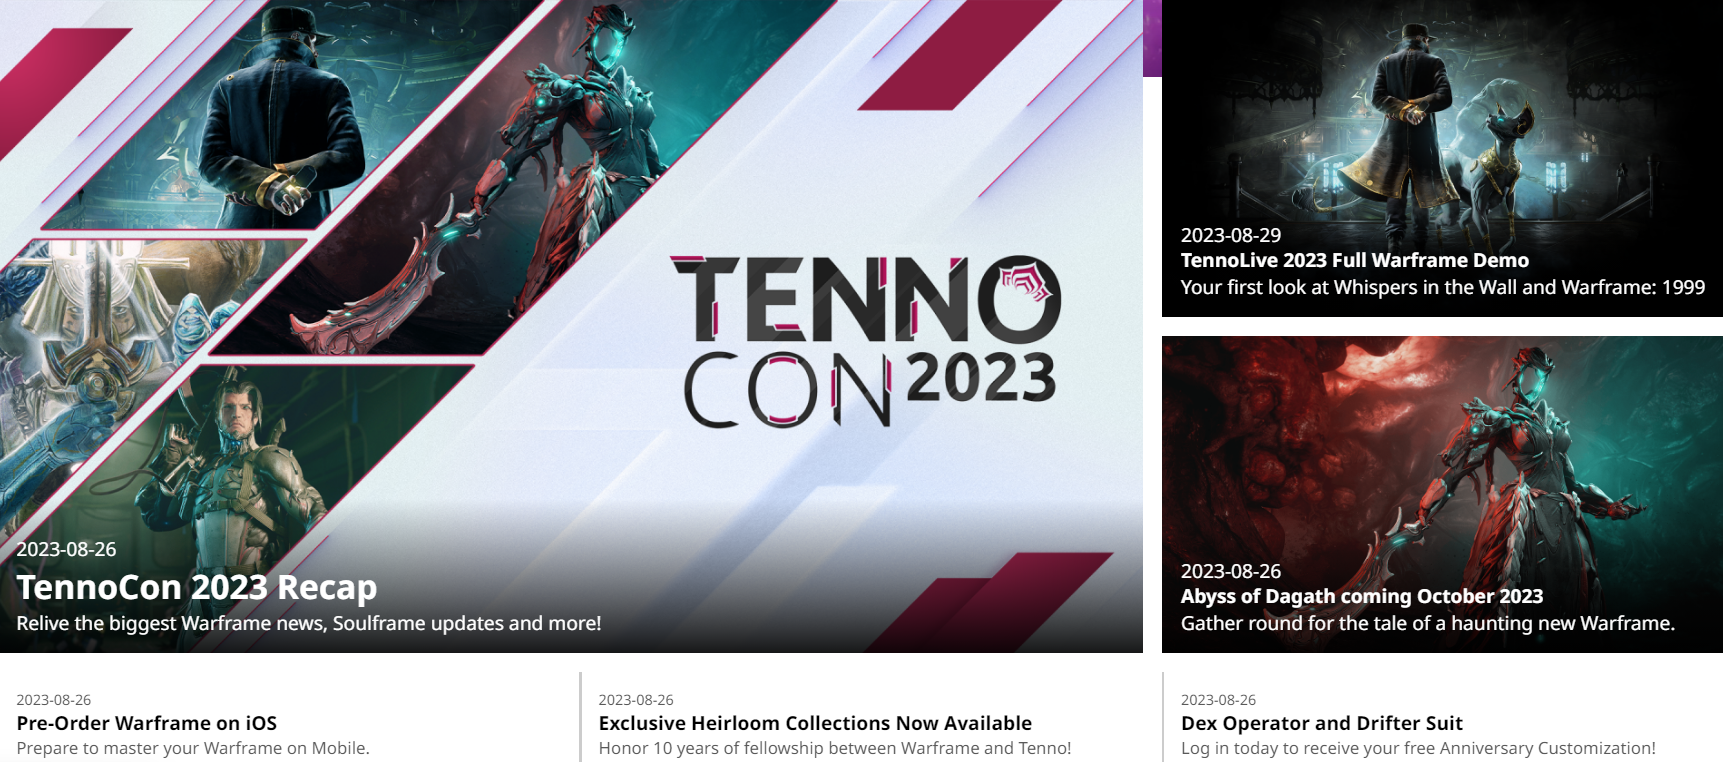 TENNO
CON 2023
2023-08-26
TennoCon 2023 Recap
Relive the biggest Warframe news, Soulframe updates and more!
2023-08-29
TennoLive 2023 Full Warframe Demo
Your first look at Whispers in the Wall and Warframe: 1999
2023-08-26
Abyss of Dagath coming October 2023
Gather round for the tale of a haunting new Warframe.
2023-08-26
Pre-Order Warframe on iOS
Prepare to master your Warframe on Mobile.
2023-08-26
Exclusive Heirloom Collections Now Available
Honor 10 years of fellowship between Warframe and Tenno!
2023-08-26
Dex Operator and Drifter Suit
Log in today to receive your free Anniversary Customization!